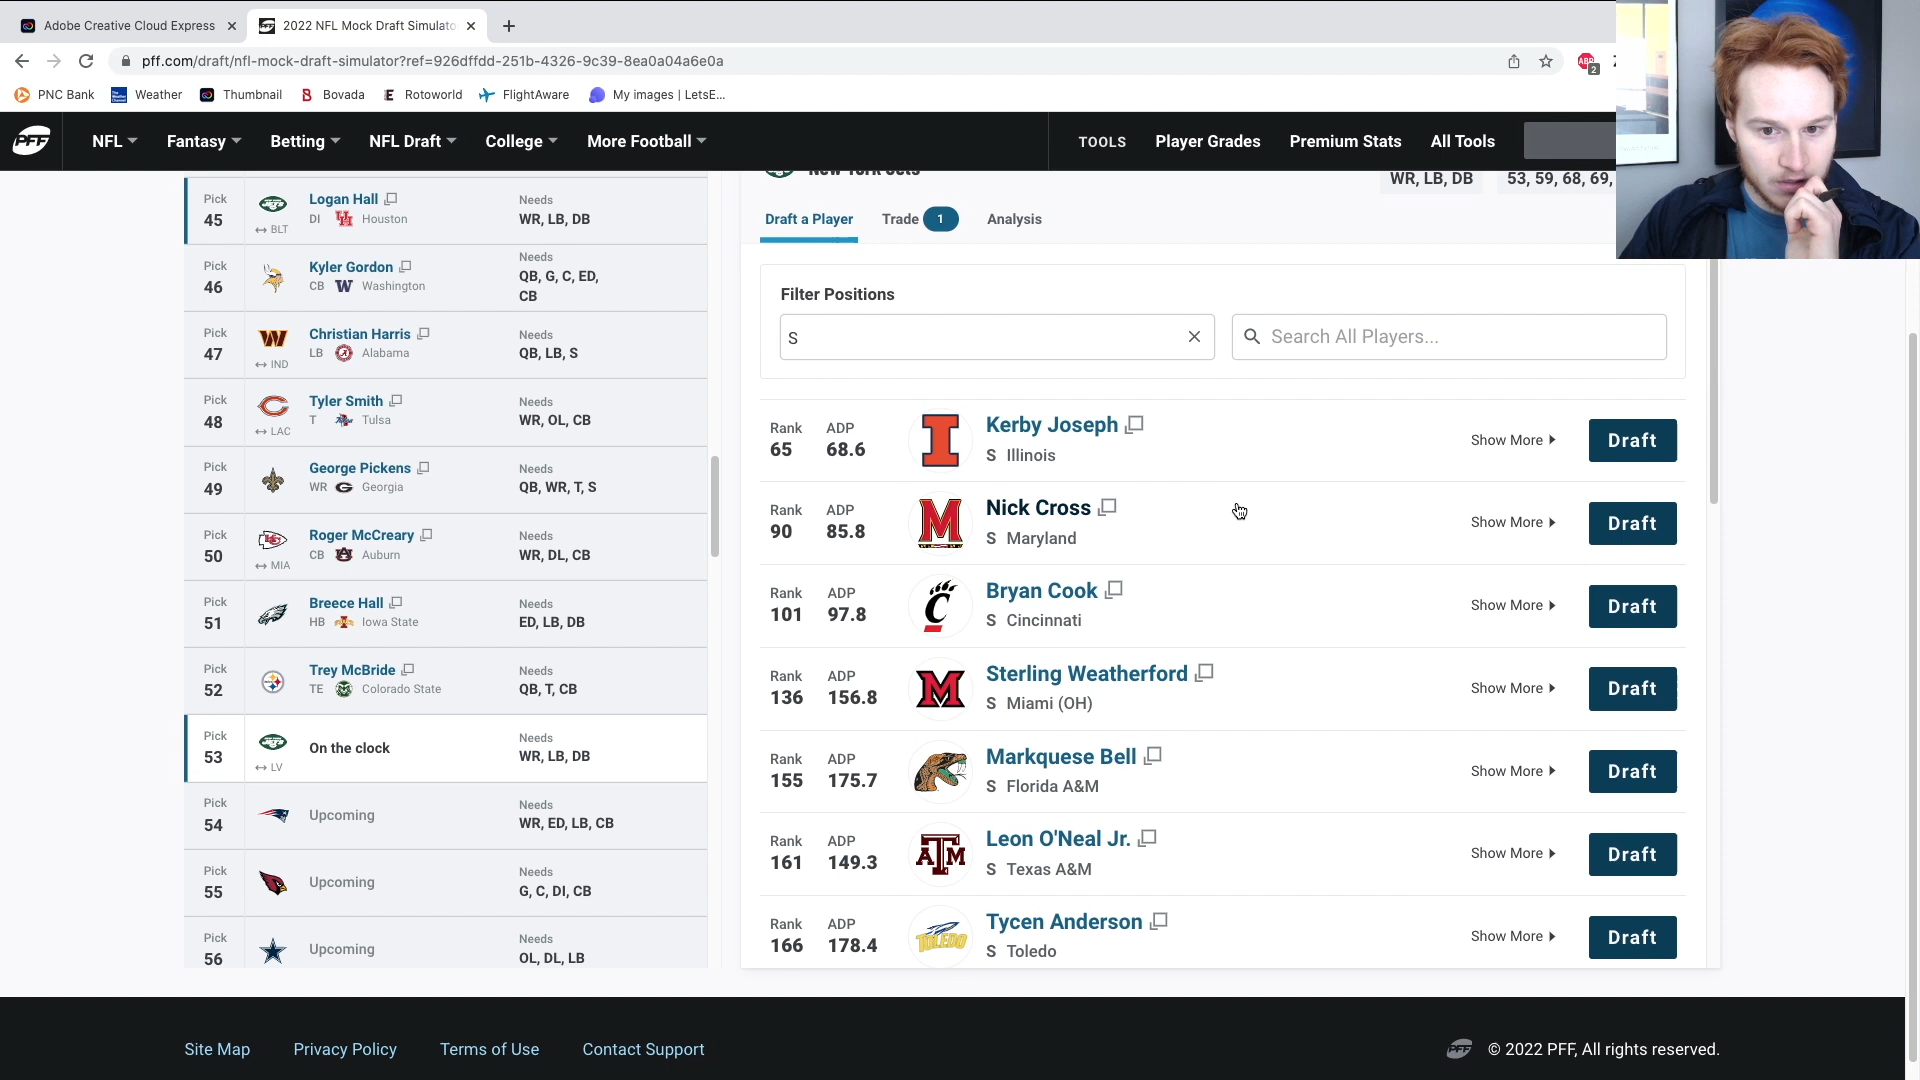 Adobe Creative Cloud Express
2022 NFL Mock Draft Simulato
pff.com/draft/nfl-mock-draft-simulator?ref=926dffdd-251b-4326-9c39-8ea0a04a6e0a
ABP
2
PNC Bank
Weather
Thumbnail
Bovada
Rotoworld
FlightAware
My images | LetsE...
PFF
NFL
Fantasy
Betting
NFL Draft
College
More Football
TOOLS
Player Grades
Premium Stats
All Tools
Pick
45
↔ BLT
Logan Hall
DI Houston
Needs
WR, LB, DB
Pick
46
Kyler Gordon
CB Washington
Needs
QB, G, C, ED,
CB
Pick
47
↔ IND
Christian Harris
LB Alabama
Needs
QB, LB, S
Pick
48
↔ LAC
Tyler Smith
T Tulsa
Needs
WR, OL, CB
Pick
49
George Pickens
WR Georgia
Needs
QB, WR, T, S
Pick
50
↔ MIA
Roger McCreary
CB Auburn
Needs
WR, DL, CB
Pick
51
Breece Hall
HB Iowa State
Needs
ED, LB, DB
Pick
52
Trey McBride
TE Colorado State
Needs
QB, T, CB
Pick
53
↔ LV
On the clock
Needs
WR, LB, DB
Pick
54
Upcoming
Needs
WR, ED, LB, CB
Pick
55
Upcoming
Needs
G, C, DI, CB
Pick
56
Upcoming
Needs
OL, DL, LB
New York Jets
WR, LB, DB
53, 59, 68, 69,
Draft a Player
Trade 1
Analysis
Filter Positions
S
Search All Players...
Rank
65
ADP
68.6
Kerby Joseph
S Illinois
Show More
Draft
Rank
90
ADP
85.8
Nick Cross
S Maryland
Show More
Draft
Rank
101
ADP
97.8
Bryan Cook
S Cincinnati
Show More
Draft
Rank
136
ADP
156.8
Sterling Weatherford
S Miami (OH)
Show More
Draft
Rank
155
ADP
175.7
Markquese Bell
S Florida A&M
Show More
Draft
Rank
161
ADP
149.3
Leon O'Neal Jr.
S Texas A&M
Show More
Draft
Rank
166
ADP
178.4
Tycen Anderson
S Toledo
Show More
Draft
Site Map
Privacy Policy
Terms of Use
Contact Support
PFF © 2022 PFF, All rights reserved.